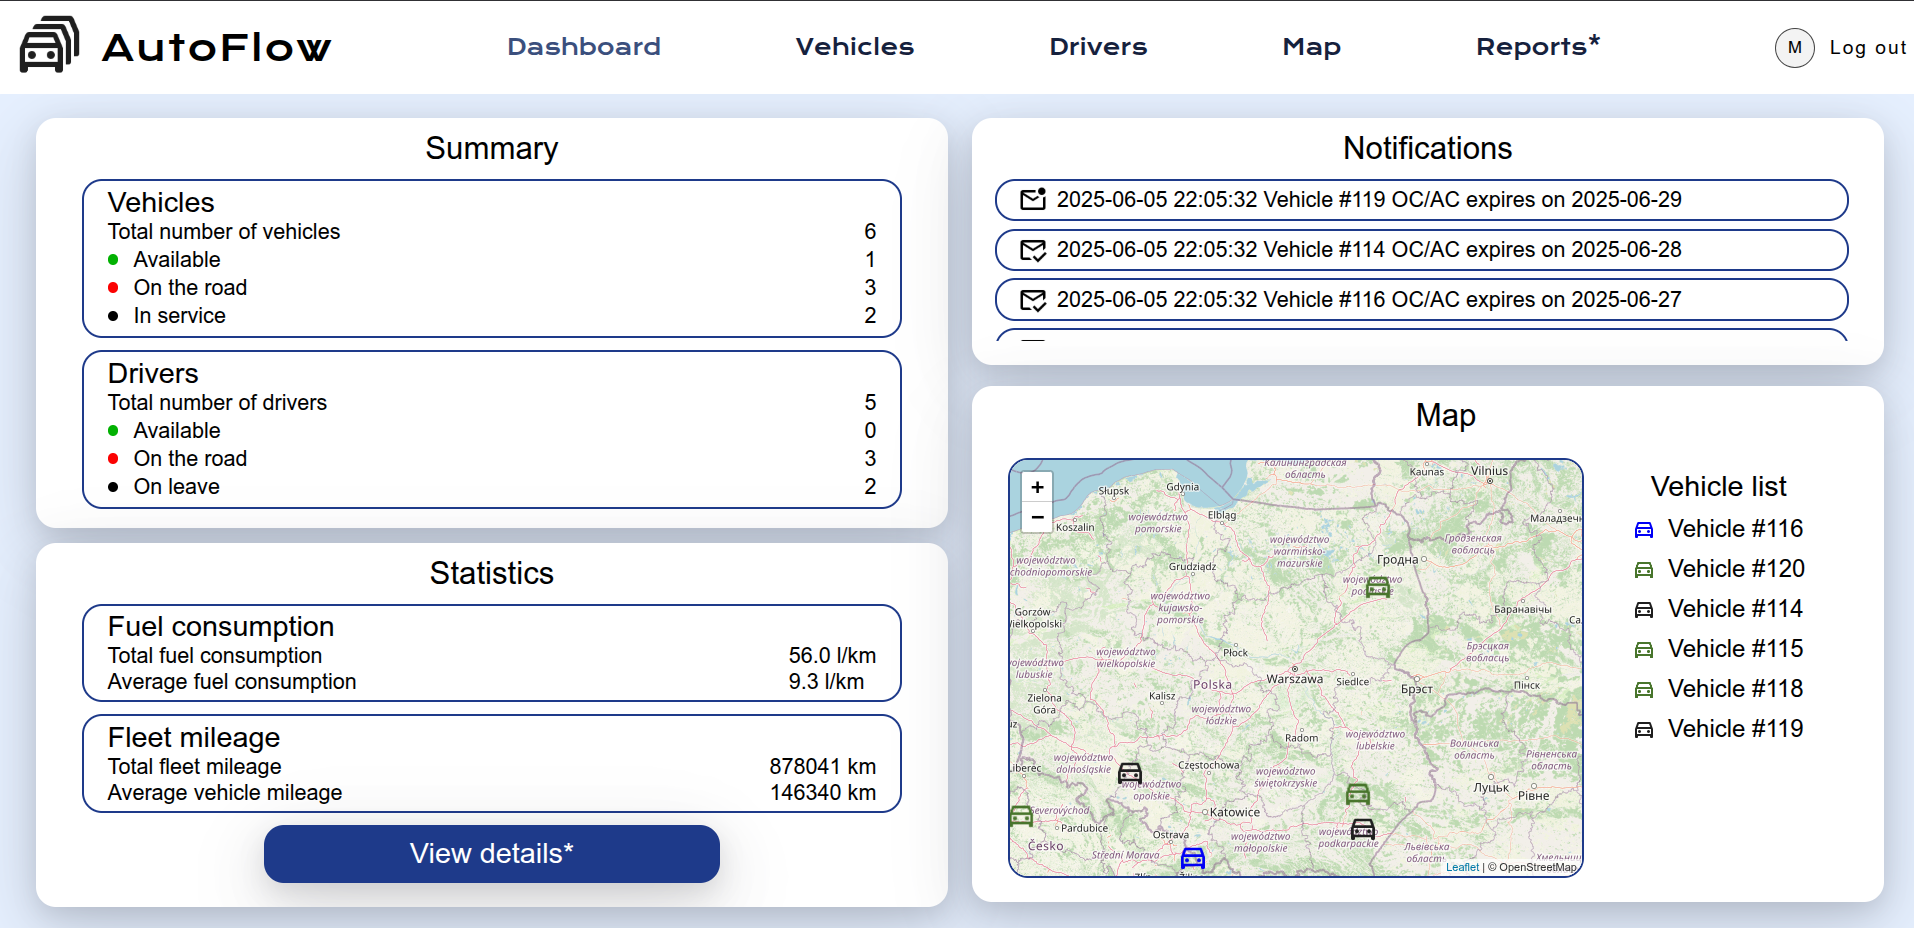 AutoFlow
Dashboard
Vehicles
Drivers
Map
Reports*
M
Log out
Summary
Vehicles
Total number of vehicles 6
Available 1
On the road 3
In service 2
Drivers
Total number of drivers 5
Available 0
On the road 3
On leave 2
Statistics
Fuel consumption
Total fuel consumption 56.0 l/km
Average fuel consumption 9.3 l/km
Fleet mileage
Total fleet mileage 878041 km
Average vehicle mileage 146340 km
View details*
Notifications
2025-06-05 22:05:32 Vehicle #119 OC/AC expires on 2025-06-29
2025-06-05 22:05:32 Vehicle #114 OC/AC expires on 2025-06-28
2025-06-05 22:05:32 Vehicle #116 OC/AC expires on 2025-06-27
Map
+
−
Калининградская
область
Kaunas
Vilnius
Słupsk
Gdynia
Elbląg
Koszalin
województwo
pomorskie
Маладзечн
województwo
warmińsko-
mazurskie
Гродзенская
вобласць
Гродна
województwo
chodniopomorskie
Grudziądz
województwo
województwo
kujawsko-
pomorskie
Gorzów
Wielkopolski
Баранавічы
Płock
województwo
wielkopolskie
województwo
lubuskie
Брэсцкая
вобласць
Warszawa
Siedlce
Брэст
Пінск
Polska
Kalisz
Zielona
Góra
województwo
łódzkie
Radom
województwo
lubelskie
Волинська
область
Рівненська
область
województwo
dolnośląskie
Liberec
Częstochowa
województwo
świętokrzyskie
województwo
opolskie
Луцьк
Рівне
Severovýchod
Katowice
Pardubice
Ostrava
Česko
województwo
małopolskie
podkarpackie
Львівська
область
Střední Morava
Leaflet | © OpenStreetMap
Vehicle list
Vehicle #116
Vehicle #120
Vehicle #114
Vehicle #115
Vehicle #118
Vehicle #119